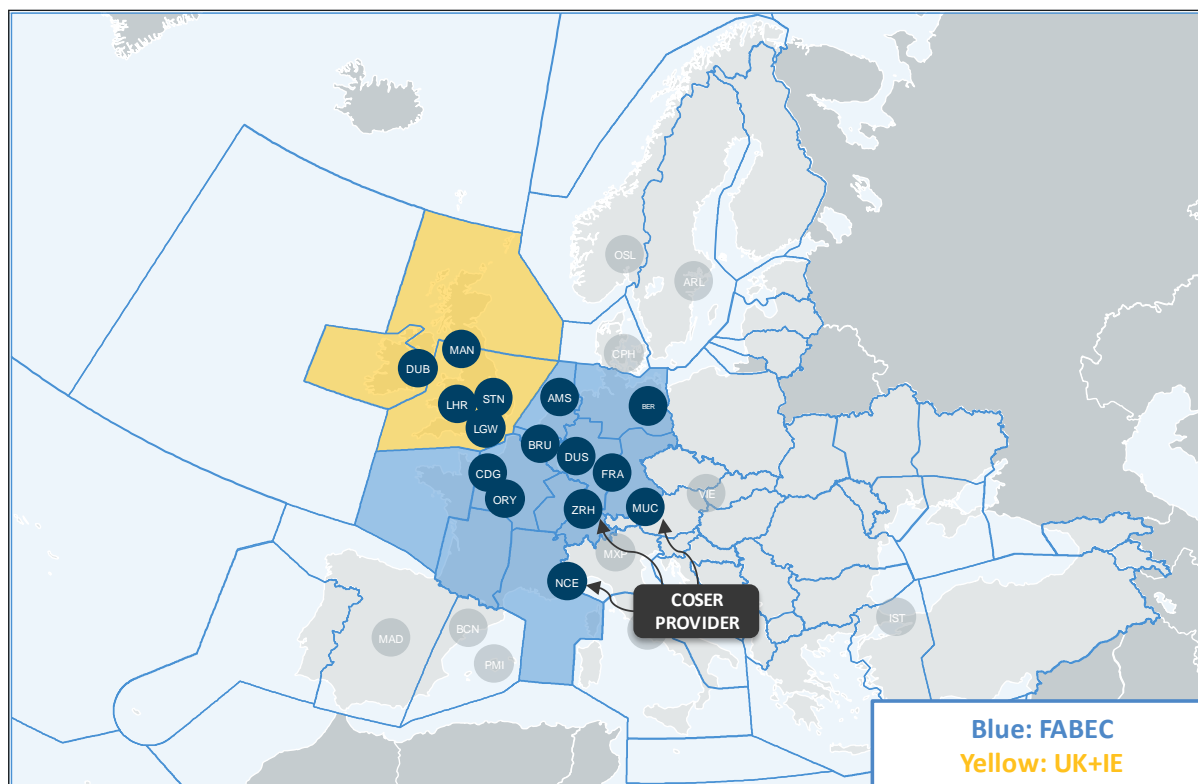 OSL
ARL
CPH
MAN
DUB
STN
AMS
LHR
BER
LGW
BRU
DUS
CDG
FRA
VIE
ORY
ZRH
MUC
MXP
NCE
COSER
PROVIDER
IST
BCN
MAD
PMI
Blue: FABEC
Yellow: UK+IE